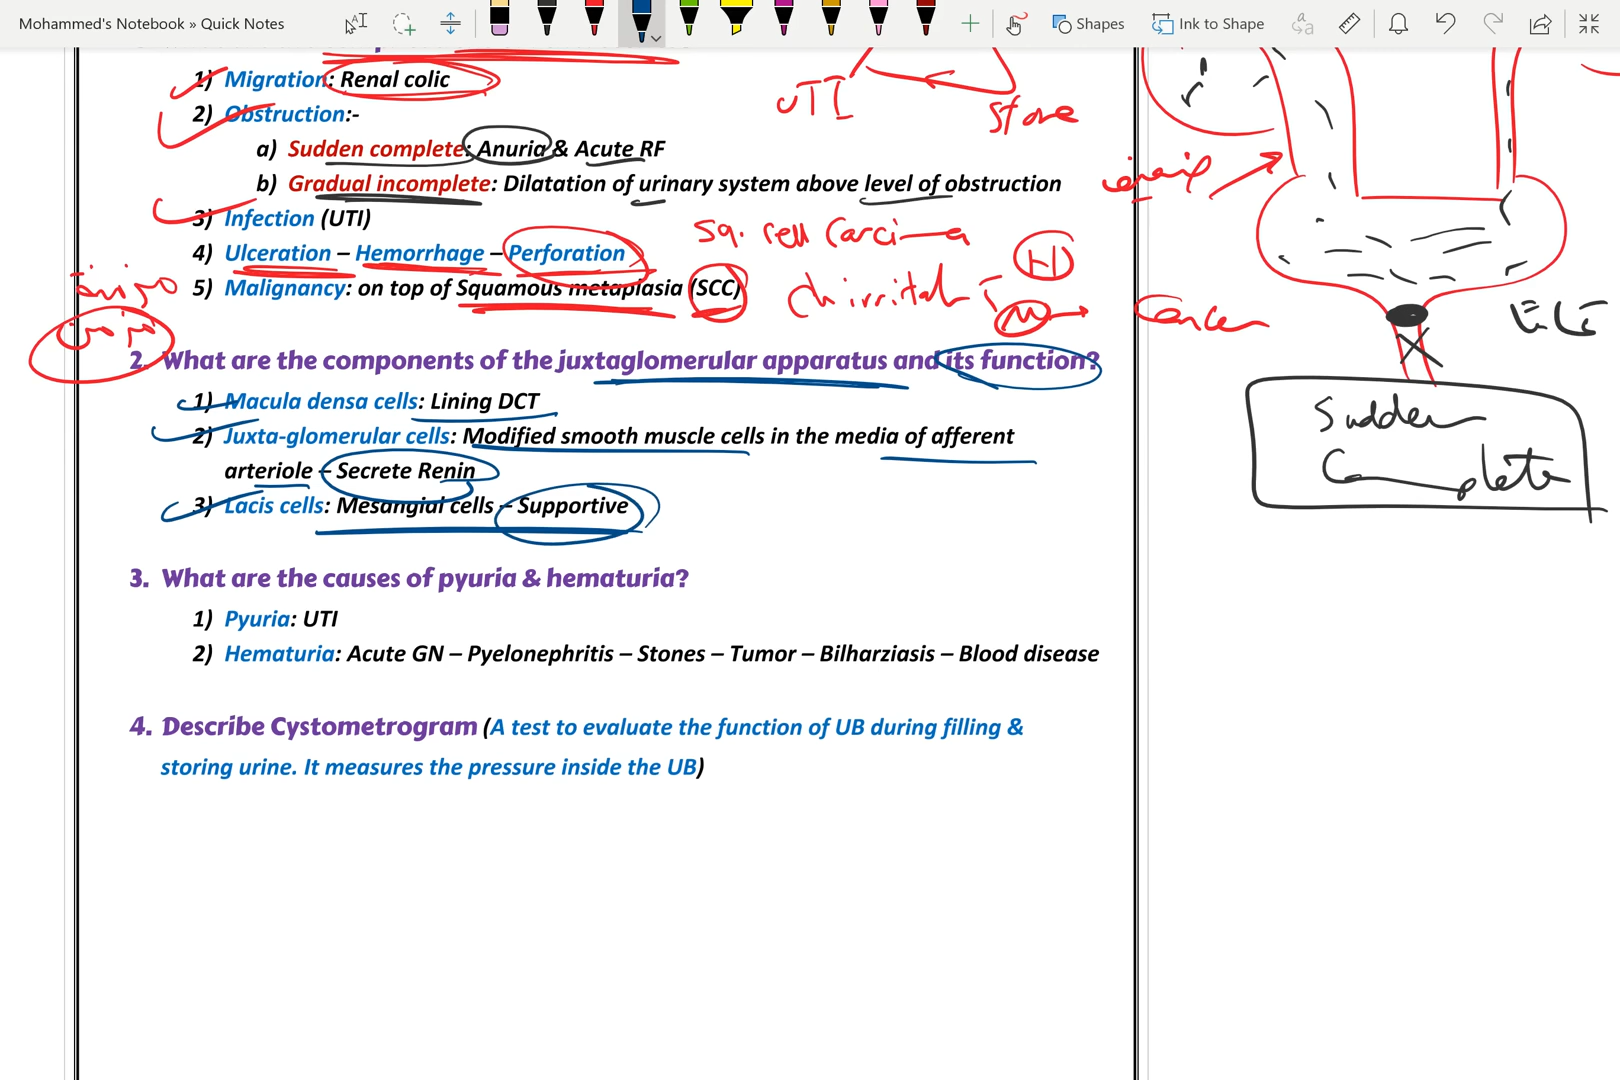 Mohammed's Notebook » Quick Notes
Shapes
Ink to Shape
1) Migration: Renal colic
2) Obstruction:-
a) Sudden complete: Anuria & Acute RF
b) Gradual incomplete: Dilatation of urinary system above level of obstruction
3) Infection (UTI)
4) Ulceration – Hemorrhage – Perforation
5) Malignancy: on top of Squamous metaplasia (SCC)
UTI
Stone
Sq. cell Carcinoma
Cancer
Sudden
Complete
2. What are the components of the juxtaglomerular apparatus and its function?
1) Macula densa cells: Lining DCT
2) Juxta-glomerular cells: Modified smooth muscle cells in the media of afferent
arteriole – Secrete Renin
3) Lacis cells: Mesangial cells – Supportive
3. What are the causes of pyuria & hematuria?
1) Pyuria: UTI
2) Hematuria: Acute GN – Pyelonephritis – Stones – Tumor – Bilharziasis – Blood disease
4. Describe Cystometrogram (A test to evaluate the function of UB during filling &
storing urine. It measures the pressure inside the UB)